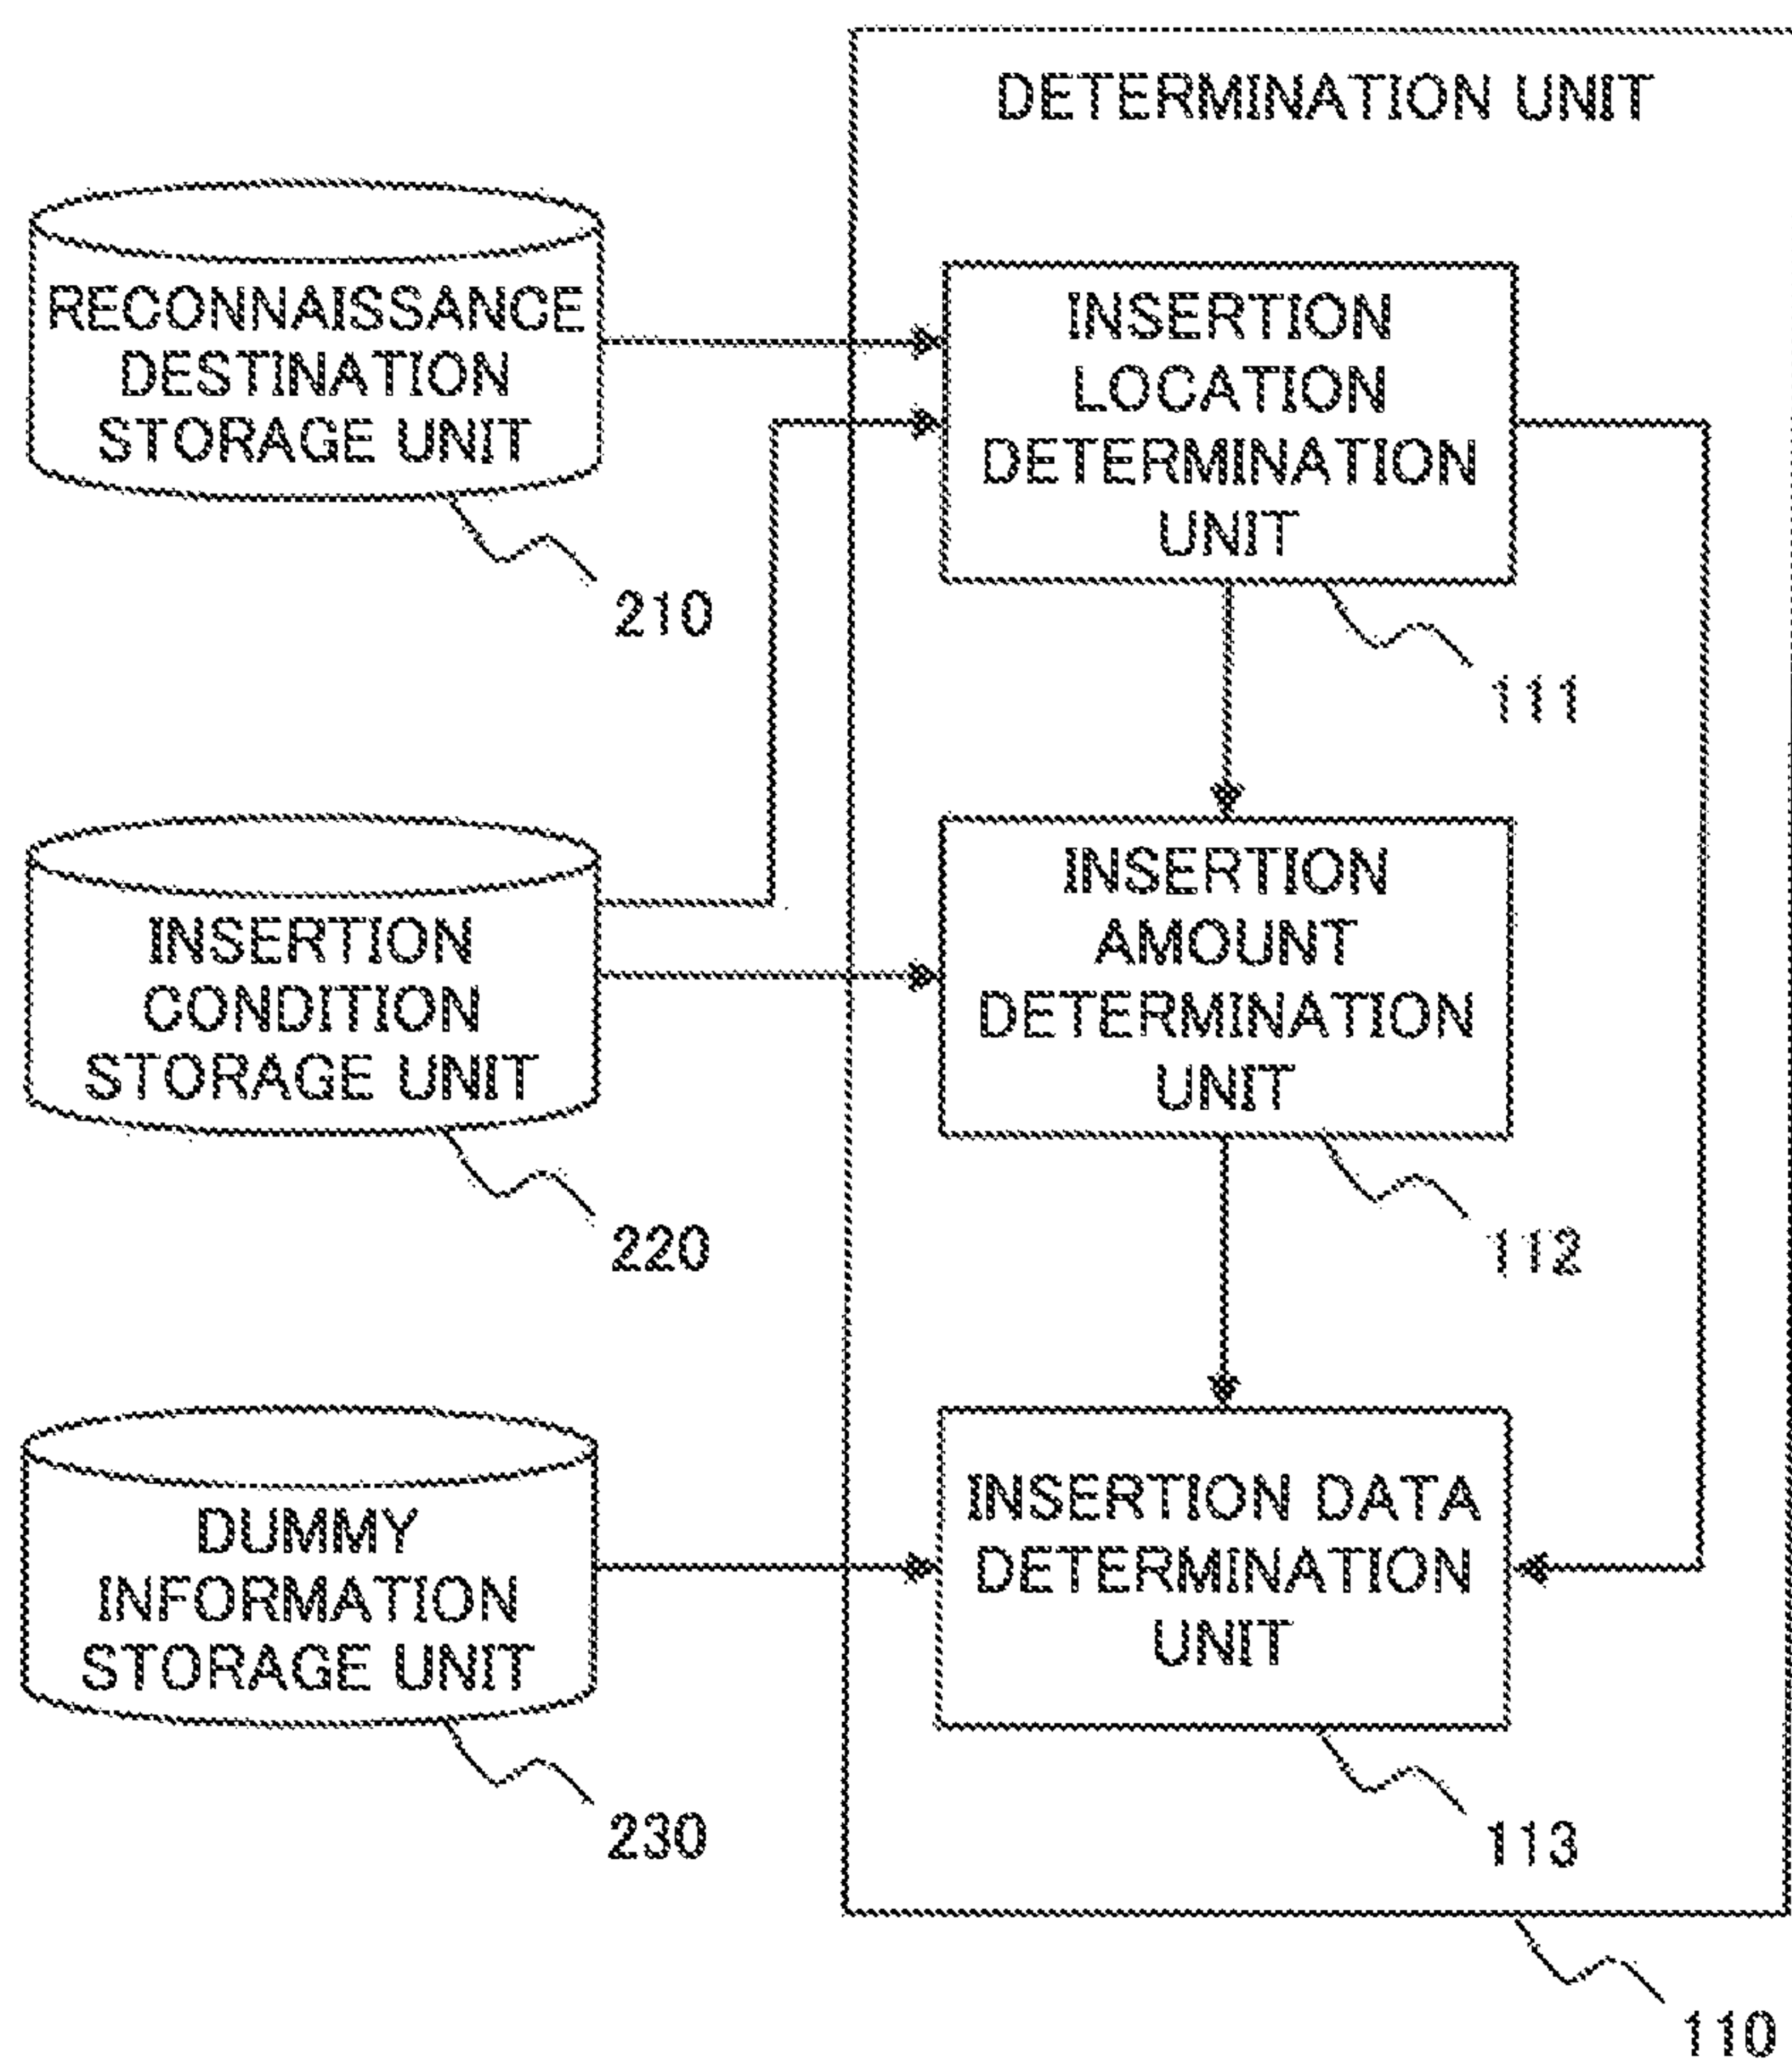 DETERMINATION UNIT
RECONNAISSANCE
DESTINATION
STORAGE UNIT
210
INSERTION
LOCATION
DETERMINATION
UNIT
111
INSERTION
CONDITION
STORAGE UNIT
220
INSERTION
AMOUNT
DETERMINATION
UNIT
112
DUMMY
INFORMATION
STORAGE UNIT
230
INSERTION DATA
DETERMINATION
UNIT
113
110